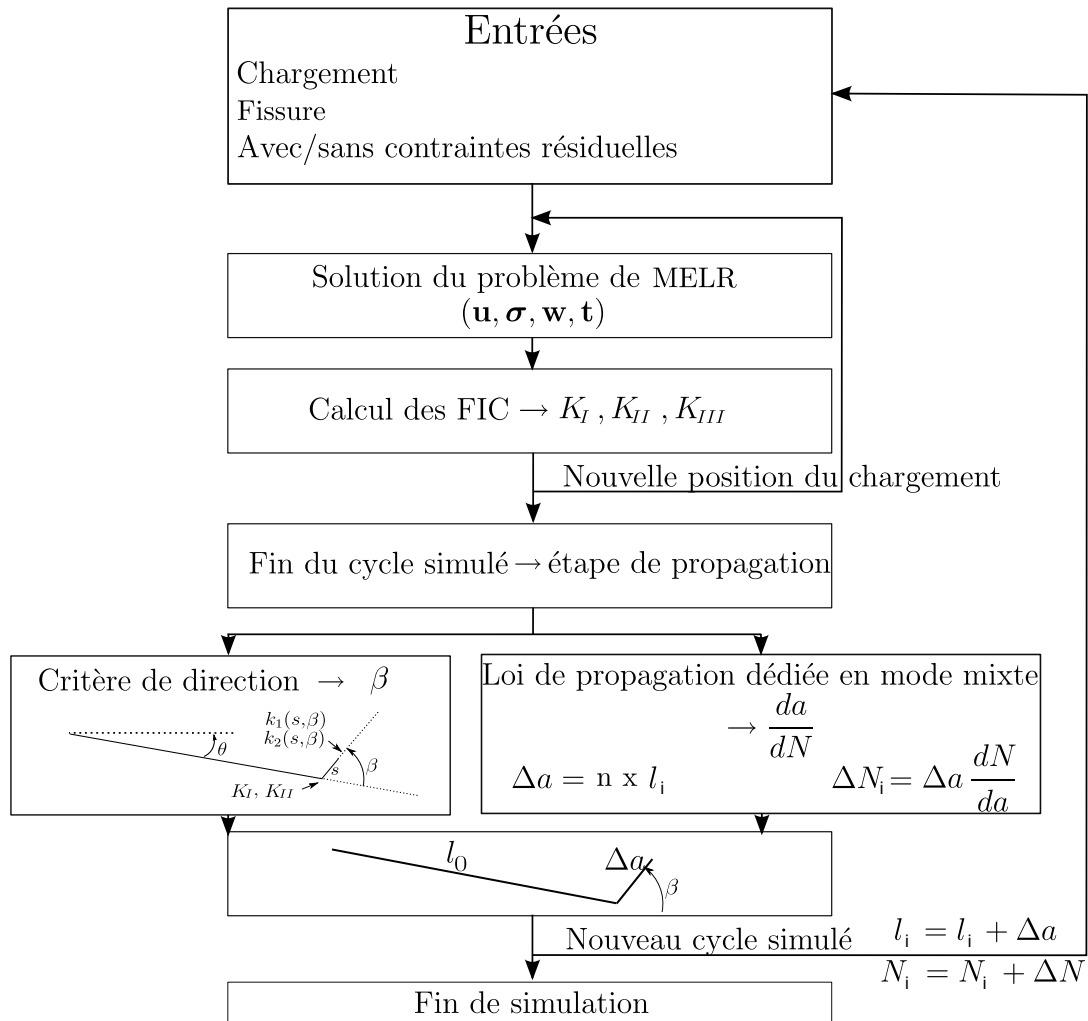 Entrées
Chargement
Fissure
Avec/sans contraintes résiduelles
Solution du problème de MELR
(u, σ, w, t)
Calcul des FIC → K_I , K_II , K_III
Nouvelle position du chargement
Fin du cycle simulé → étape de propagation
Critère de direction → β
k_1(s,β)
k_2(s,β)
θ
s
β
K_I, K_II
Loi de propagation dédiée en mode mixte
→ da/dN
Δa = n x l_i
ΔN_i = Δa dN/da
l_0
Δa
β
Nouveau cycle simulé
l_i = l_i + Δa
N_i = N_i + ΔN
Fin de simulation